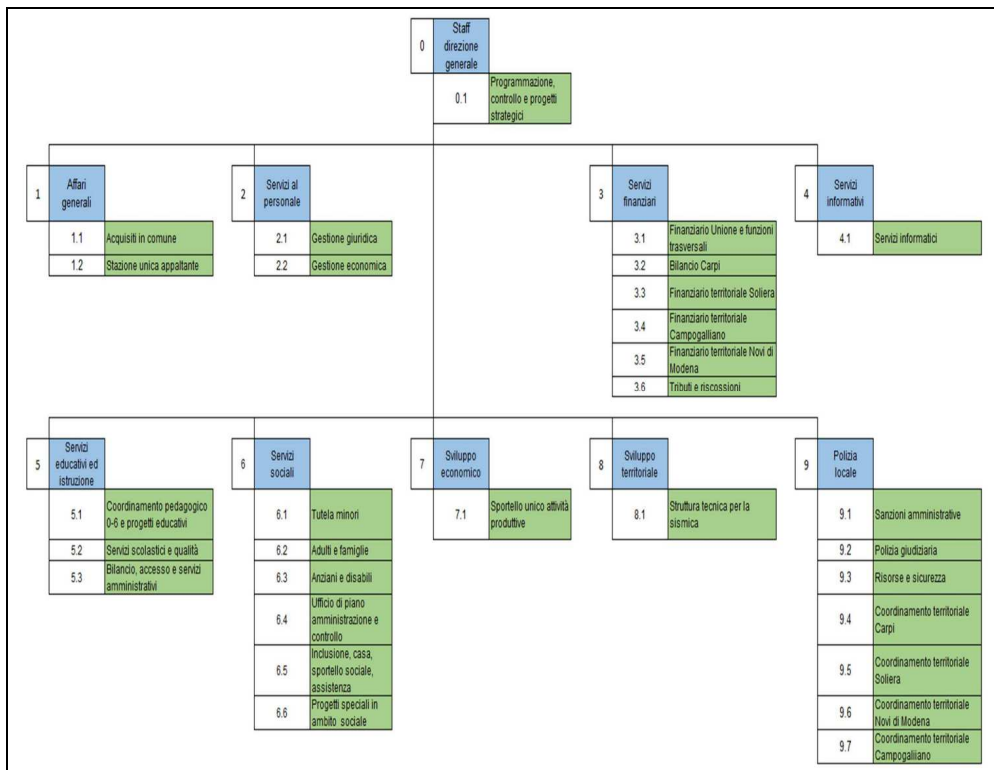 0
Staff
direzione
generale
0.1
Programmazione,
controllo e progetti
strategici
1
Affari
generali
1.1
Acquisiti in comune
1.2
Stazione unica appaltante
2
Servizi al
personale
2.1
Gestione giuridica
2.2
Gestione economica
3
Servizi
finanziari
3.1
Finanziario Unione e funzioni
trasversali
3.2
Bilancio Carpi
3.3
Finanziario territoriale Soliera
3.4
Finanziario territoriale
Campogalliano
3.5
Finanziario territoriale Novi di
Modena
3.6
Tributi e riscossioni
4
Servizi
informativi
4.1
Servizi informatici
5
Servizi
educativi ed
istruzione
5.1
Coordinamento pedagogico
0-6 e progetti educativi
5.2
Servizi scolastici e qualità
5.3
Bilancio, accesso e servizi
amministrativi
6
Servizi
sociali
6.1
Tutela minori
6.2
Adulti e famiglie
6.3
Anziani e disabili
6.4
Ufficio di piano
amministrazione e
controllo
6.5
Inclusione, casa,
sportello sociale,
assistenza
6.6
Progetti speciali in
ambito sociale
7
Sviluppo
economico
7.1
Sportello unico attività
produttive
8
Sviluppo
territoriale
8.1
Struttura tecnica per la
sismica
9
Polizia
locale
9.1
Sanzioni amministrative
9.2
Polizia giudiziaria
9.3
Risorse e sicurezza
9.4
Coordinamento territoriale
Carpi
9.5
Coordinamento territoriale
Soliera
9.6
Coordinamento territoriale
Novi di Modena
9.7
Coordinamento territoriale
Campogalliano